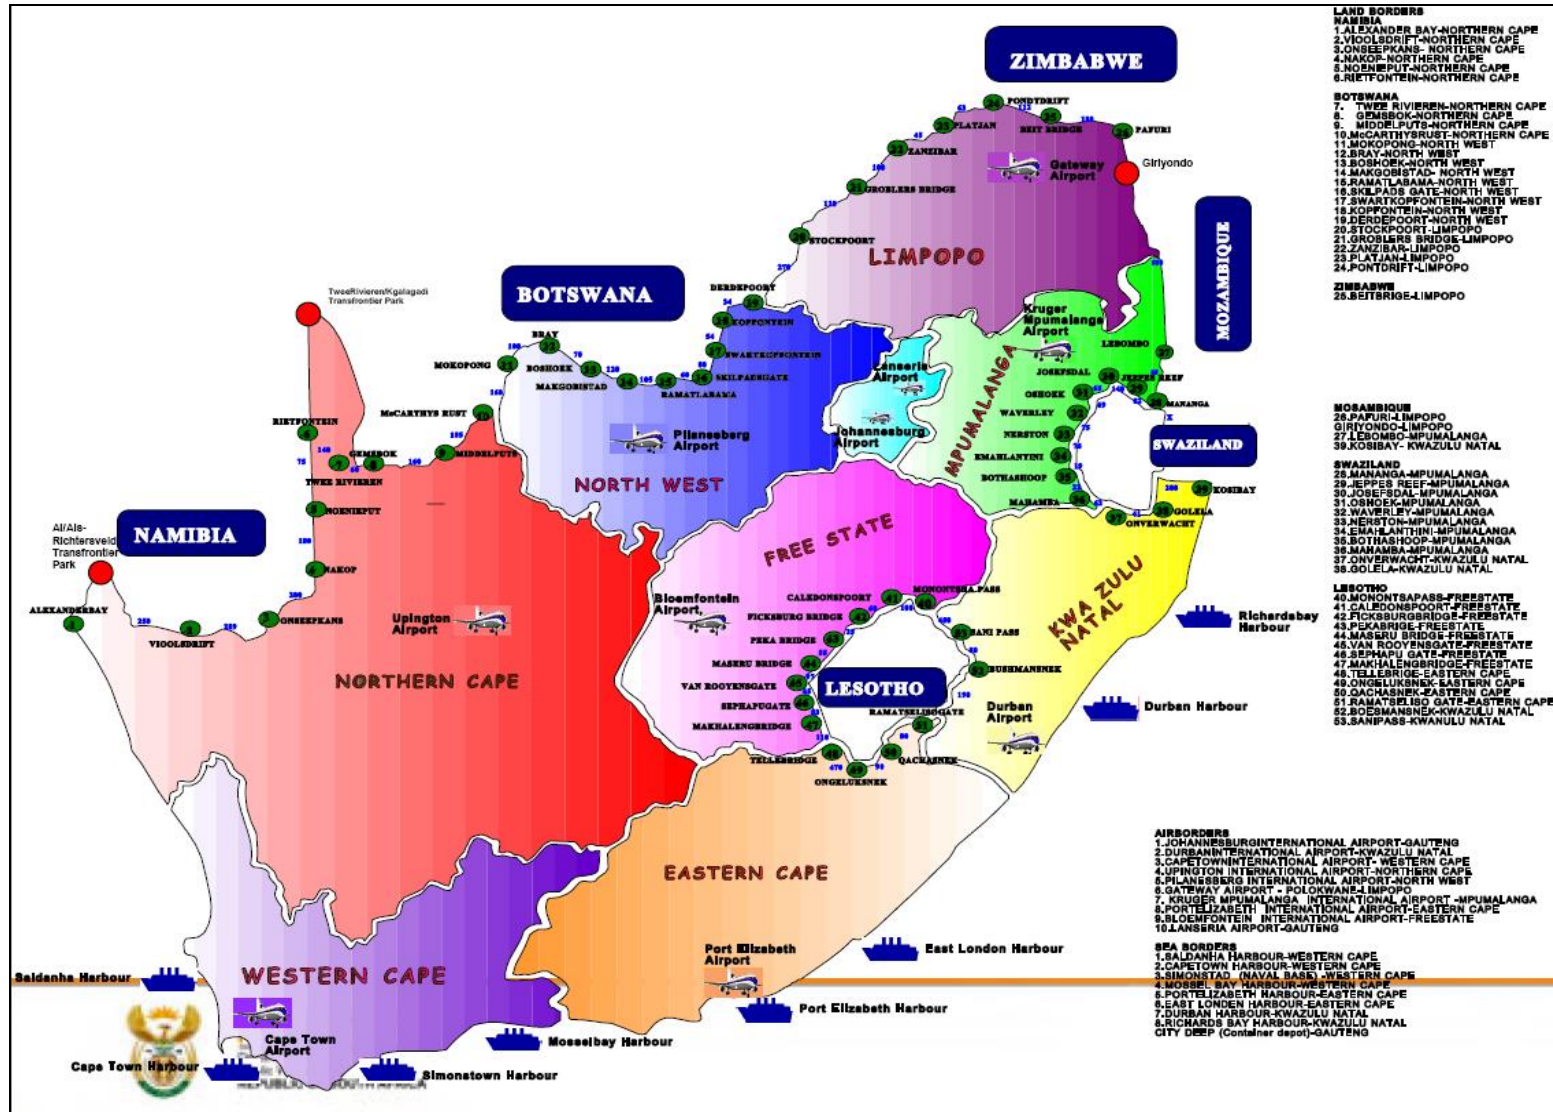 ZIMBABWE
PONDYDRIFT
BEIT BRIDGE
PLATJAN
PAFURI
ZANZIBAR
Giriyondo
Gateway
Airport
GROBLERS BRIDGE
STOCKPOORT
LIMPOPO
MOZAMBIQUE
TweeRivieren/Kgalagadi
Transfrontier Park
BOTSWANA
DERDEPOORT
KOPFONTEIN
Kruger
Mpumalanga
Airport
BRAY
SWARTKOPFONTEIN
LEBOMBO
MOKOPONG
BOSHOEK
MAKGOBISTAD
RAMATLABAMA
SKILPADSGATE
Lanseria
Airport
JOSEFSDAL
JEPPES REEF
OSHOEK
MANANGA
McCARTHYS RUST
WAVERLEY
RIETFONTEIN
Pilanesberg
Airport
Johannesburg
Airport
MPUMALANGA
NERSTON
SWAZILAND
GEMSBOK
MIDDELPUTS
EMAHLANTINI
TWEE RIVIEREN
NORTH WEST
BOTHASHOOP
MAHAMBA
KOSIBAY
NOENIEPUT
GOLELA
ONVERWACHT
Al/Ais-
Richtersveld
Transfrontier
Park
NAMIBIA
FREE STATE
NAKOP
MONONTSHA PASS
CALEDONSPOORT
ALEXANDERBAY
VIOOLSDRIFT
ONSEEPKANS
Upington
Airport
Bloemfontein
Airport,
FICKSBURG BRIDGE
PEKA BRIDGE
SANI PASS
KWA ZULU
NATAL
Richardsbay
Harbour
MASERU BRIDGE
BUSHMANSNEK
NORTHERN CAPE
VAN ROOYENSGATE
LESOTHO
SEPHAPUGATE
RAMATSELISOGATE
MAKHALENGBRIDGE
Durban
Airport
Durban Harbour
TELLEBRIDGE
QACHASNEK
ONGELUKSNEK
EASTERN CAPE
East London Harbour
Port Elizabeth
Airport
Saldanha Harbour
WESTERN CAPE
Port Elizabeth Harbour
Cape Town
Airport
Mosselbay Harbour
Cape Town Harbour
Simonstown Harbour
LAND BORDERS
NAMIBIA
1.ALEXANDER BAY-NORTHERN CAPE
2.VIOOLSDRIFT-NORTHERN CAPE
3.ONSEEPKANS- NORTHERN CAPE
4.NAKOP-NORTHERN CAPE
5.NOENIEPUT-NORTHERN CAPE
6.RIETFONTEIN-NORTHERN CAPE
BOTSWANA
7. TWEE RIVIEREN-NORTHERN CAPE
8. GEMSBOK-NORTHERN CAPE
9. MIDDELPUTS-NORTHERN CAPE
10.McCARTHYSRUST-NORTHERN CAPE
11.MOKOPONG-NORTH WEST
12.BRAY-NORTH WEST
13.BOSHOEK-NORTH WEST
14.MAKGOBISTAD- NORTH WEST
15.RAMATLABAMA-NORTH WEST
16.SKILPADS GATE-NORTH WEST
17.SWARTKOPFONTEIN-NORTH WEST
18.KOPFONTEIN-NORTH WEST
19.DERDEPOORT-NORTH WEST
20.STOCKPOORT-LIMPOPO
21.GROBLERS BRIDGE-LIMPOPO
22.ZANZIBAR-LIMPOPO
23.PLATJAN-LIMPOPO
24.PONTDRIFT-LIMPOPO
ZIMBABWE
25.BEITBRIGE-LIMPOPO
MOSAMBIQUE
26.PAFURI-LIMPOPO
GIRIYONDO-LIMPOPO
27.LEBOMBO-MPUMALANGA
39.KOSIBAY- KWAZULU NATAL
SWAZILAND
28.MANANGA-MPUMALANGA
29.JEPPES REEF-MPUMALANGA
30.JOSEFSDAL-MPUMALANGA
31.OSHOEK-MPUMALANGA
32.WAVERLEY-MPUMALANGA
33.NERSTON-MPUMALANGA
34.EMAHLANTHINI-MPUMALANGA
35.BOTHASHOOP-MPUMALANGA
36.MAHAMBA-MPUMALANGA
37.ONVERWACHT-KWAZULU NATAL
38.GOLELA-KWAZULU NATAL
LESOTHO
40.MONONTSAPASS-FREESTATE
41.CALEDONSPOORT-FREESTATE
42.FICKSBURGBRIDGE-FREESTATE
43.PEKABRIGE-FREESTATE
44.MASERU BRIDGE-FREESTATE
45.VAN ROOYENSGATE-FREESTATE
46.SEPHAPU GATE-FREESTATE
47.MAKHALENGBRIDGE-FREESTATE
48.TELLEBRIGE-EASTERN CAPE
49.ONGELUKSNEK-EASTERN CAPE
50.QACHASNEK-EASTERN CAPE
51.RAMATSELISO GATE-EASTERN CAPE
52.BOESMANSNEK-KWAZULU NATAL
53.SANIPASS-KWANULU NATAL
AIRBORDERS
1.JOHANNESBURGINTERNATIONAL AIRPORT-GAUTENG
2.DURBANINTERNATIONAL AIRPORT-KWAZULU NATAL
3.CAPETOWNINTERNATIONAL AIRPORT- WESTERN CAPE
4.UPINGTON INTERNATIONAL AIRPORT-NORTHERN CAPE
5.PILANESBERG INTERNATIONAL AIRPORT-NORTH WEST
6.GATEWAY AIRPORT - POLOKWANE-LIMPOPO
7. KRUGER MPUMALANGA INTERNATIONAL AIRPORT -MPUMALANGA
8.PORTELIZABETH INTERNATIONAL AIRPORT-EASTERN CAPE
9.BLOEMFONTEIN INTERNATIONAL AIRPORT-FREESTATE
10.LANSERIA AIRPORT-GAUTENG
SEA BORDERS
1.SALDANHA HARBOUR-WESTERN CAPE
2.CAPETOWN HARBOUR-WESTERN CAPE
3.SIMONSTAD (NAVAL BASE) -WESTERN CAPE
4.MOSSEL BAY HARBOUR-WESTERN CAPE
5.PORTELIZABETH HARBOUR-EASTERN CAPE
6.EAST LONDEN HARBOUR-EASTERN CAPE
7.DURBAN HARBOUR-KWAZULU NATAL
8.RICHARDS BAY HARBOUR-KWAZULU NATAL
CITY DEEP (Container depot)-GAUTENG